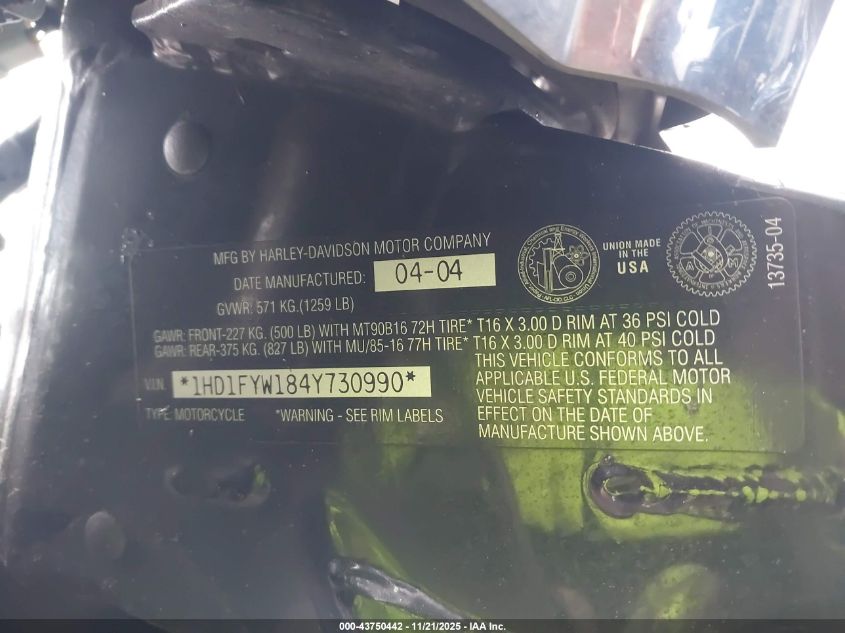 MFG BY HARLEY-DAVIDSON MOTOR COMPANY
DATE MANUFACTURED: 04-04
GVWR: 571 KG.(1259 LB)
UNION MADE
IN THE
USA
13735-04
GAWR: FRONT-227 KG. (500 LB) WITH MT90B16 72H TIRE* T16 X 3.00 D RIM AT 36 PSI COLD
GAWR: REAR-375 KG. (827 LB) WITH MU/85-16 77H TIRE* T16 X 3.00 D RIM AT 40 PSI COLD
V.I.N. *1HD1FYW184Y730990*
TYPE: MOTORCYCLE *WARNING - SEE RIM LABELS
THIS VEHICLE CONFORMS TO ALL
APPLICABLE U.S. FEDERAL MOTOR
VEHICLE SAFETY STANDARDS IN
EFFECT ON THE DATE OF
MANUFACTURE SHOWN ABOVE.
000-43750442 - 11/21/2025 - IAA Inc.